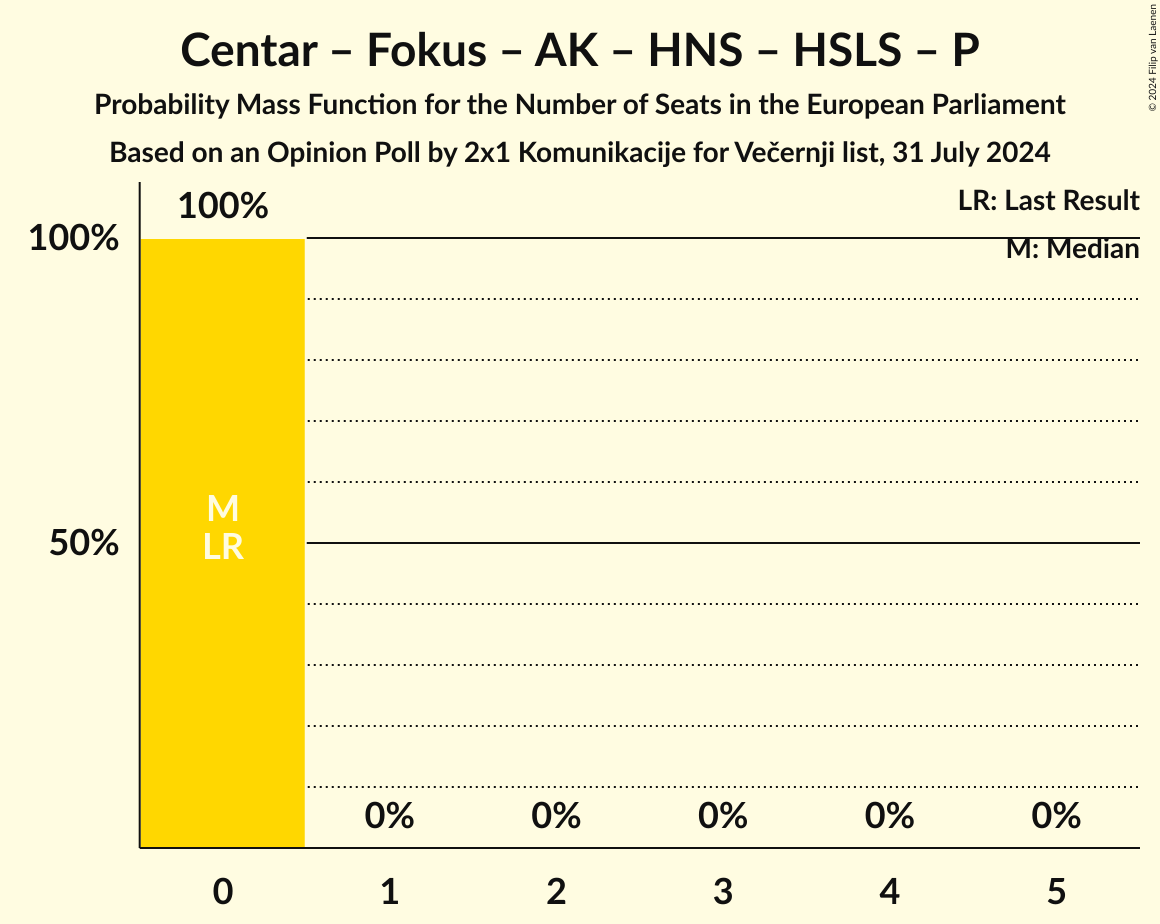 Centar – Fokus – AK – HNS – HSLS – P
Probability Mass Function for the Number of Seats in the European Parliament
Based on an Opinion Poll by 2x1 Komunikacije for Večernji list, 31 July 2024
© 2024 Filip van Laenen
LR: Last Result
M: Median
100%
100%
50%
M
LR
0% 0% 0% 0% 0%
0 1 2 3 4 5